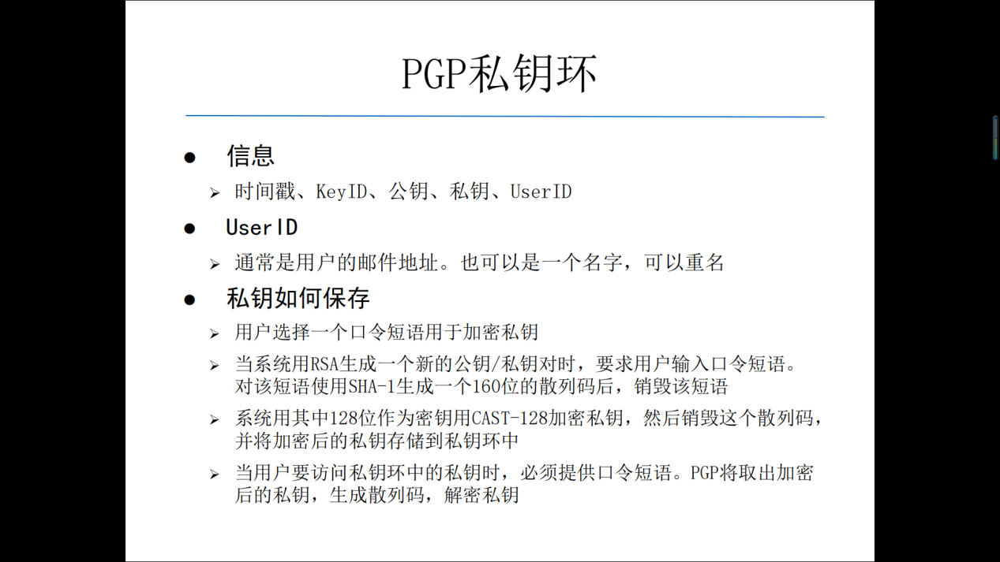 PGP私钥环
信息
时间戳、KeyID、公钥、私钥、UserID
UserID
通常是用户的邮件地址。也可以是一个名字，可以重名
私钥如何保存
用户选择一个口令短语用于加密私钥
当系统用RSA生成一个新的公钥/私钥对时，要求用户输入口令短语。
对该短语使用SHA-1生成一个160位的散列码后，销毁该短语
系统用其中128位作为密钥用CAST-128加密私钥，然后销毁这个散列码，
并将加密后的私钥存储到私钥环中
当用户要访问私钥环中的私钥时，必须提供口令短语。PGP将取出加密
后的私钥，生成散列码，解密私钥